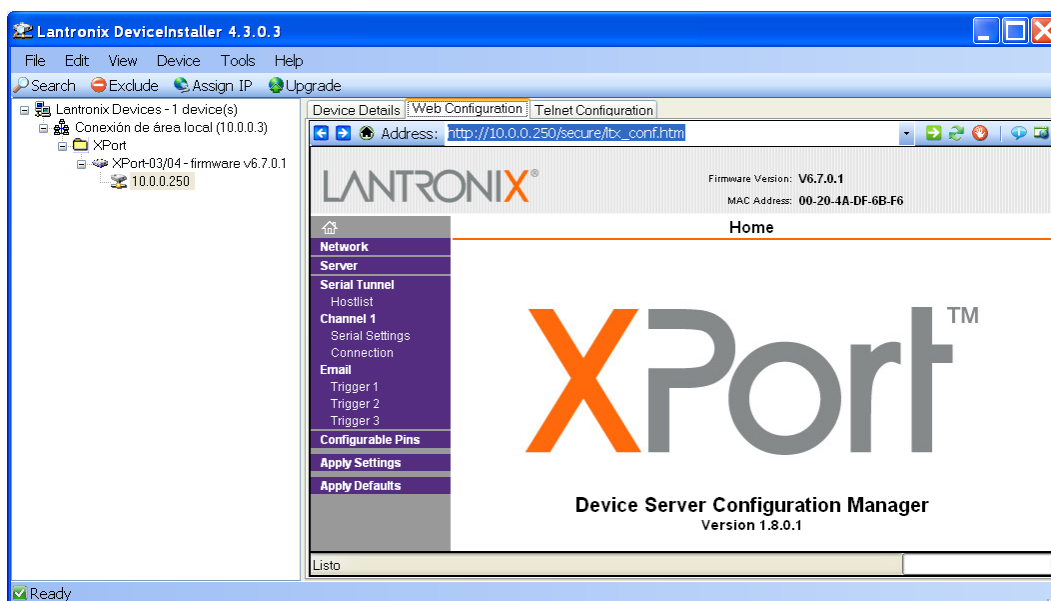 Lantronix DeviceInstaller 4.3.0.3
File Edit View Device Tools Help
Search Exclude Assign IP Upgrade
Lantronix Devices - 1 device(s)
Conexión de área local (10.0.0.3)
XPort
XPort-03/04 - firmware v6.7.0.1
10.0.0.250
Device Details Web Configuration Telnet Configuration
Address: http://10.0.0.250/secure/ltx_conf.htm
LANTRONIX®
Firmware Version: V6.7.0.1
MAC Address: 00-20-4A-DF-6B-F6
Home
Network
Server
Serial Tunnel
Hostlist
Channel 1
Serial Settings
Connection
Email
Trigger 1
Trigger 2
Trigger 3
Configurable Pins
Apply Settings
Apply Defaults
XPort™
Device Server Configuration Manager
Version 1.8.0.1
Listo
Ready